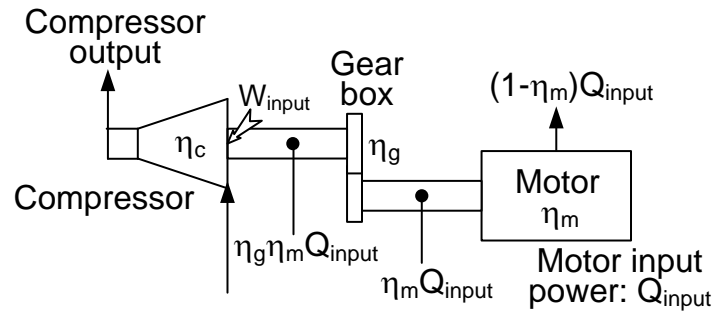 Compressor
output
Gear
box
W_input
(1-η_m)Q_input
η_c
η_g
Motor
η_m
Compressor
η_gη_mQ_input
η_mQ_input
Motor input
power: Q_input